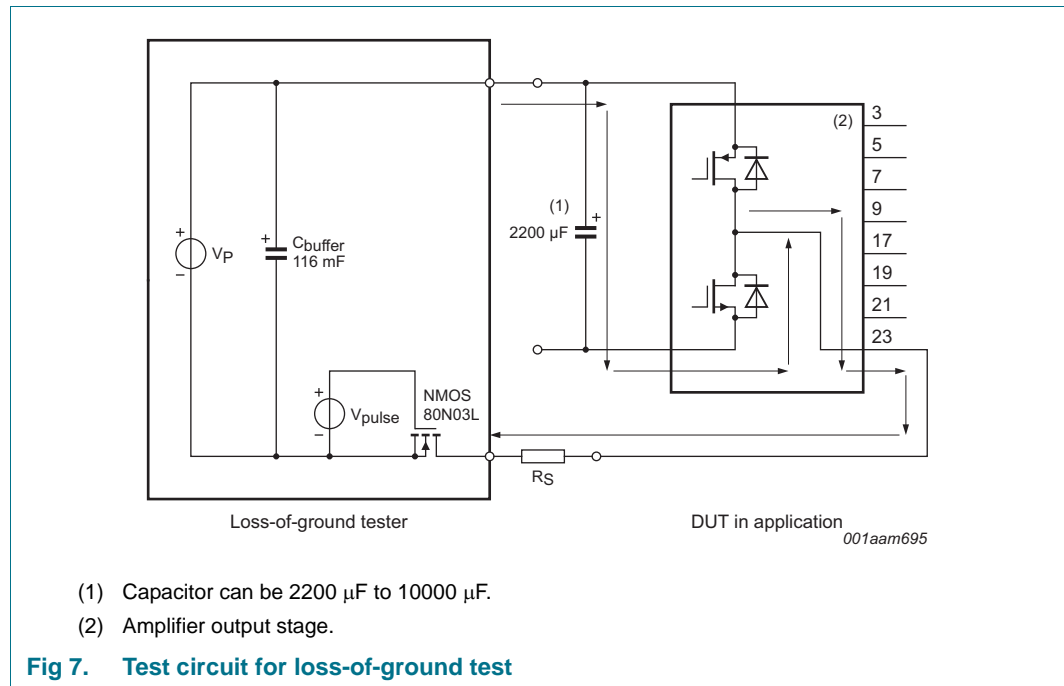 (2)
3
5
7
9
17
19
21
23
(1)
2200 μF
+
+
−
VP
+
Cbuffer
116 mF
+
−
Vpulse
NMOS
80N03L
RS
Loss-of-ground tester
DUT in application
001aam695
(1) Capacitor can be 2200 μF to 10000 μF.
(2) Amplifier output stage.
Fig 7. Test circuit for loss-of-ground test